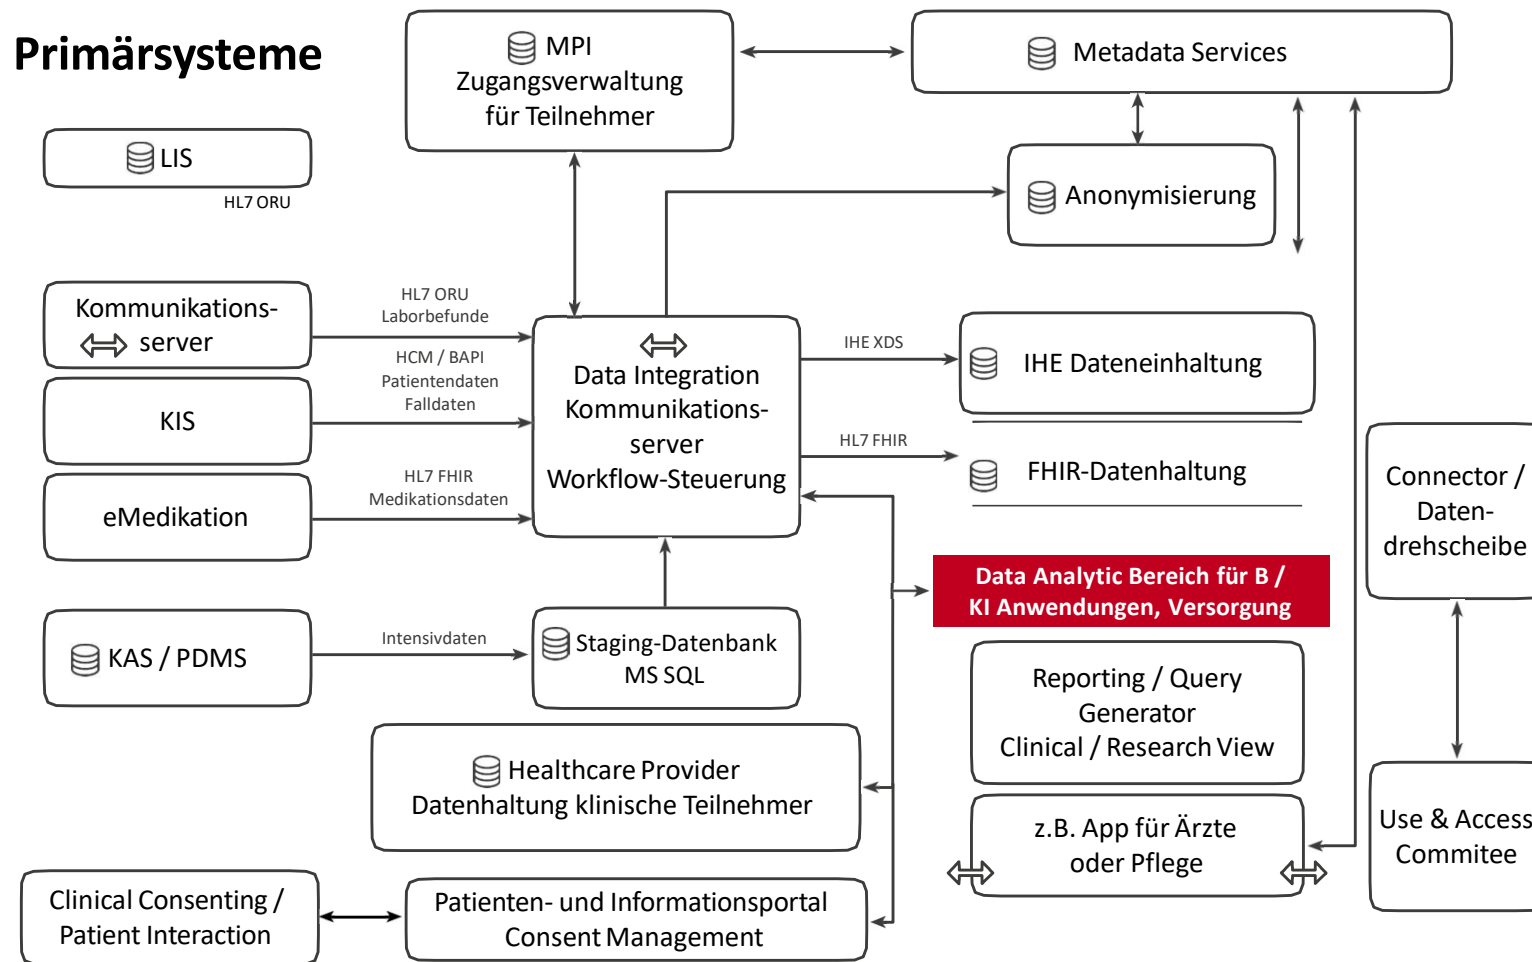 Primärsysteme
MPI
Zugangsverwaltung
für Teilnehmer
Metadata Services
LIS
HL7 ORU
Anonymisierung
Kommunikations-
server
HL7 ORU
Laborbefunde
HCM / BAPI
Patientendaten
Falldaten
KIS
HL7 FHIR
Medikationsdaten
eMedikation
Data Integration
Kommunikations-
server
Workflow-Steuerung
IHE XDS
IHE Dateneinhaltung
HL7 FHIR
FHIR-Datenhaltung
Connector /
Daten-
drehscheibe
Data Analytic Bereich für B /
KI Anwendungen, Versorgung
KAS / PDMS
Intensivdaten
Staging-Datenbank
MS SQL
Reporting / Query
Generator
Clinical / Research View
Healthcare Provider
Datenhaltung klinische Teilnehmer
z.B. App für Ärzte
oder Pflege
Use & Access
Commitee
Clinical Consenting /
Patient Interaction
Patienten- und Informationsportal
Consent Management